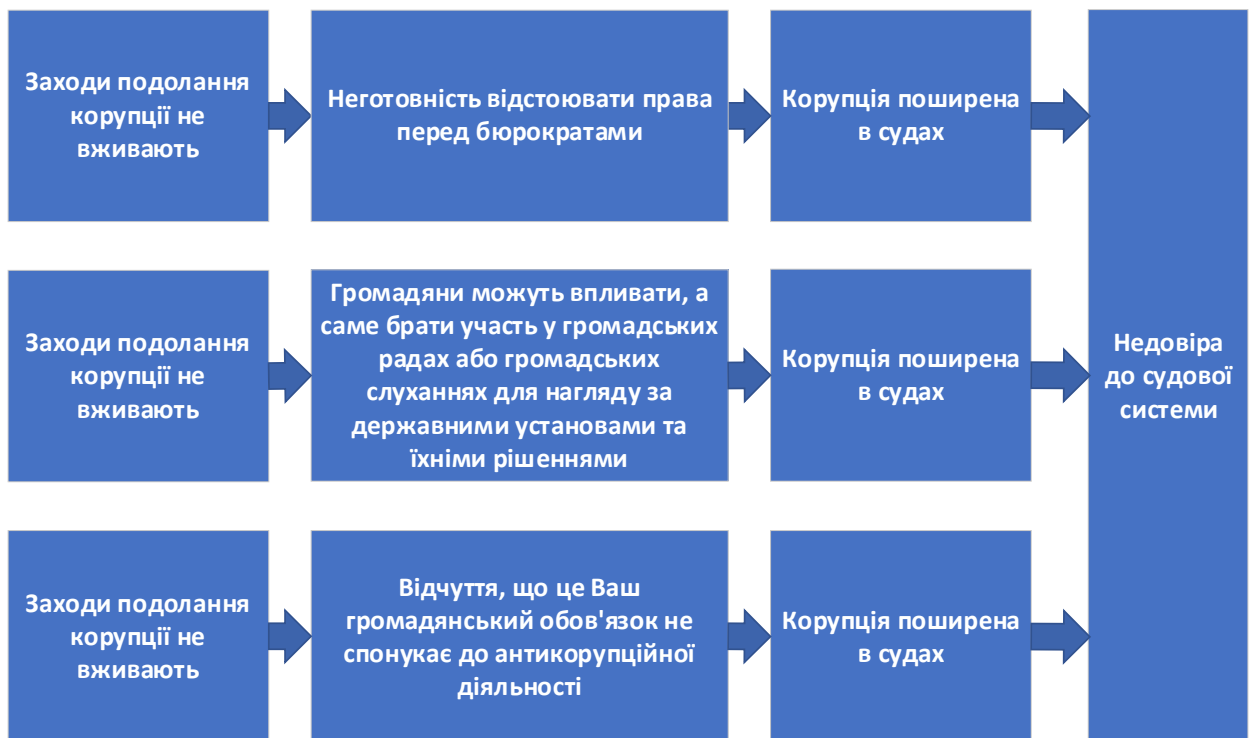 Заходи подолання
корупції не
вживають
Неготовність відстоювати права
перед бюрократами
Корупція поширена
в судах
Заходи подолання
корупції не
вживають
Громадяни можуть впливати, а
саме брати участь у громадських
радах або громадських
слуханнях для нагляду за
державними установами та
їхніми рішеннями
Корупція поширена
в судах
Недовіра
до судової
системи
Заходи подолання
корупції не
вживають
Відчуття, що це Ваш
громадянський обов'язок не
спонукає до антикорупційної
діяльності
Корупція поширена
в судах